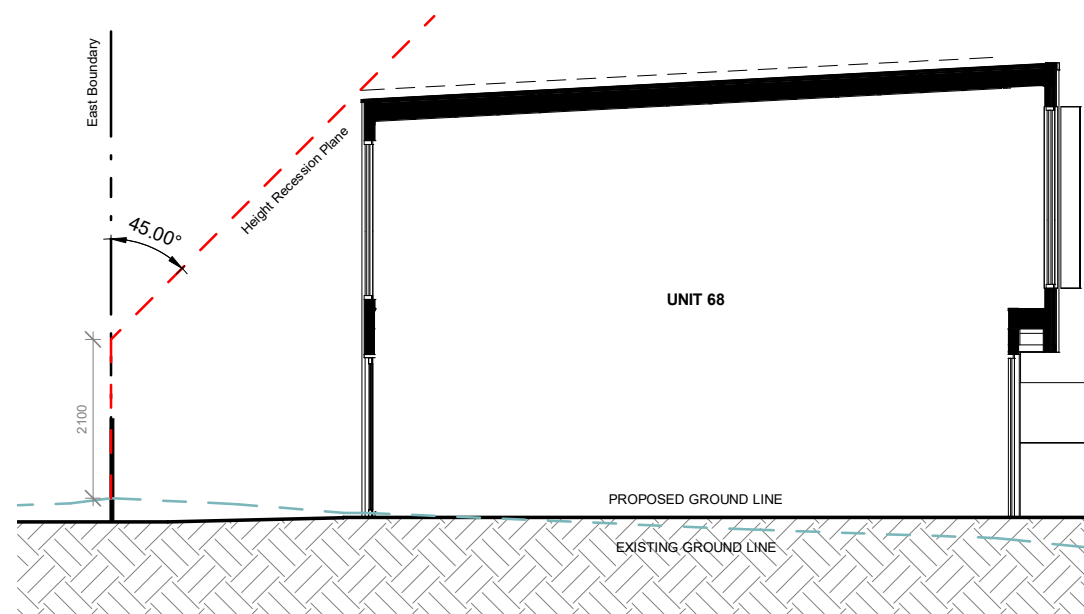 East Boundary
Height Recession Plane
45.00°
UNIT 68
2100
PROPOSED GROUND LINE
EXISTING GROUND LINE